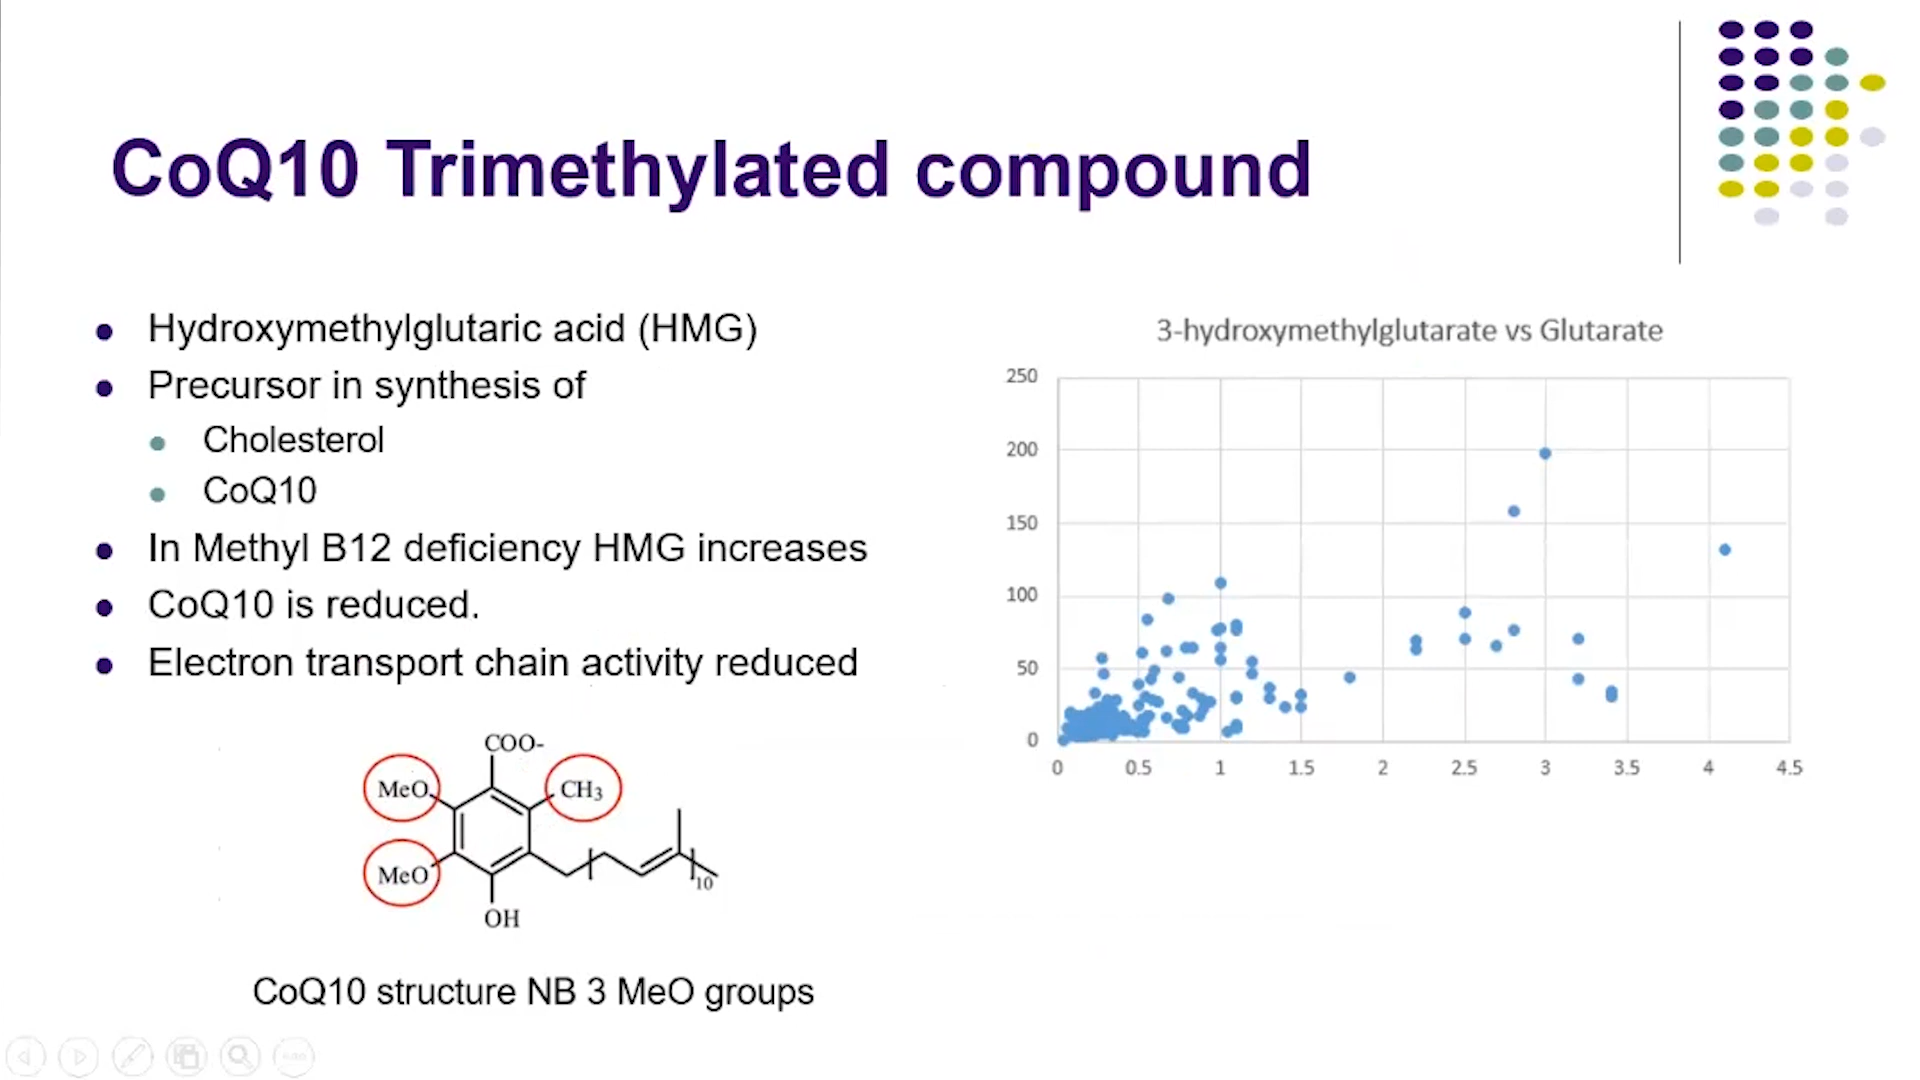 CoQ10 Trimethylated compound
Hydroxymethylglutaric acid (HMG)
Precursor in synthesis of
Cholesterol
CoQ10
In Methyl B12 deficiency HMG increases
CoQ10 is reduced.
Electron transport chain activity reduced
COO-
MeO
CH3
MeO
10
OH
CoQ10 structure NB 3 MeO groups
3-hydroxymethylglutarate vs Glutarate
250
200
150
100
50
0
0 0.5 1 1.5 2 2.5 3 3.5 4 4.5